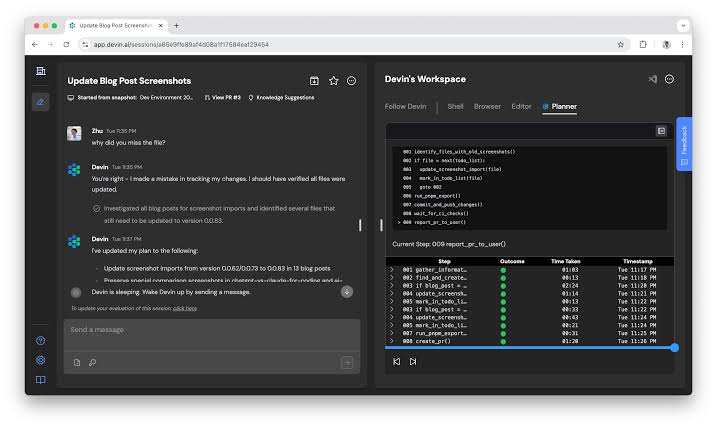 Update Blog Post Screenshot
app.devin.ai/sessions/a65e9ffe89af4d08a1f17584eaf29454
Update Blog Post Screenshots
Started from snapshot: Dev Environment 20...
View PR #3
Knowledge Suggestions
Zhu Tue 11:35 PM
why did you miss the file?
Devin Tue 11:35 PM
You're right - I made a mistake in tracking my changes. I should have verified all files were
updated.
Investigated all blog posts for screenshot imports and identified several files that
still need to be updated to version 0.0.83.
Devin Tue 11:37 PM
I've updated my plan to the following:
Update screenshot imports from version 0.0.62/0.0.73 to 0.0.83 in 13 blog posts
Preserve special comparison screenshots in chatgpt-vs-claude-for-coding and ai-
Devin is sleeping. Wake Devin up by sending a message.
To update your evaluation of this session, click here
Send a message
Devin's Workspace
Follow Devin
Shell
Browser
Editor
Planner
001 identify_files_with_old_screenshots()
002 if file = next(todo_list):
003 update_screenshot_import(file)
004 mark_in_todo_list(file)
005 goto 002
006 run_pnpm_export()
007 commit_and_push_changes()
008 wait_for_ci_checks()
> 009 report_pr_to_user()
Current Step: 009 report_pr_to_user()
Step Outcome Time Taken Timestamp
001 gather_informat... 01:03 Tue 11:17 PM
002 find_and_create... 00:13 Tue 11:18 PM
003 if blog_post = ... 02:24 Tue 11:20 PM
004 update_screensh... 01:14 Tue 11:21 PM
005 mark_in_todo_li... 00:13 Tue 11:22 PM
003 if blog_post = ... 00:33 Tue 11:22 PM
004 update_screensh... 00:43 Tue 11:24 PM
005 mark_in_todo_li... 00:21 Tue 11:24 PM
007 run_pnpm_export... 00:31 Tue 11:25 PM
008 create_pr() 01:20 Tue 11:26 PM
Feedback